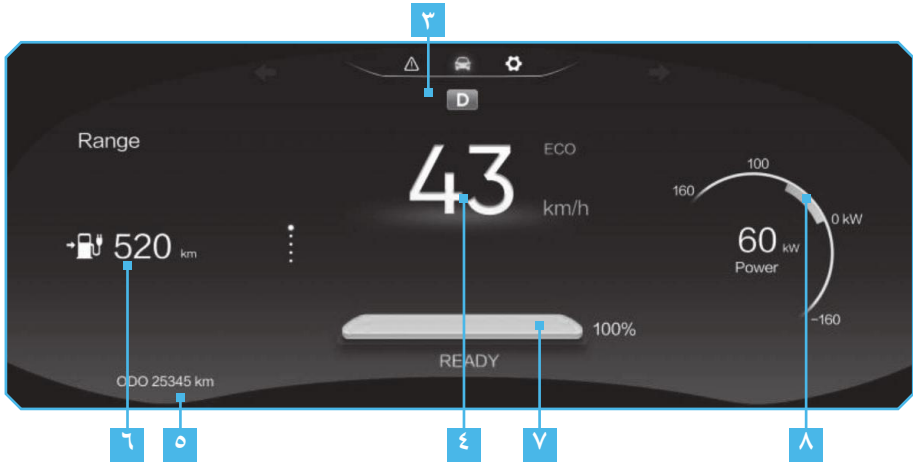 ٣
D
Range
43
ECO
km/h
520 km
100
160
0 kW
60 kW
Power
-160
100%
READY
ODO 25345 km
٦
٥
٤
٧
٨